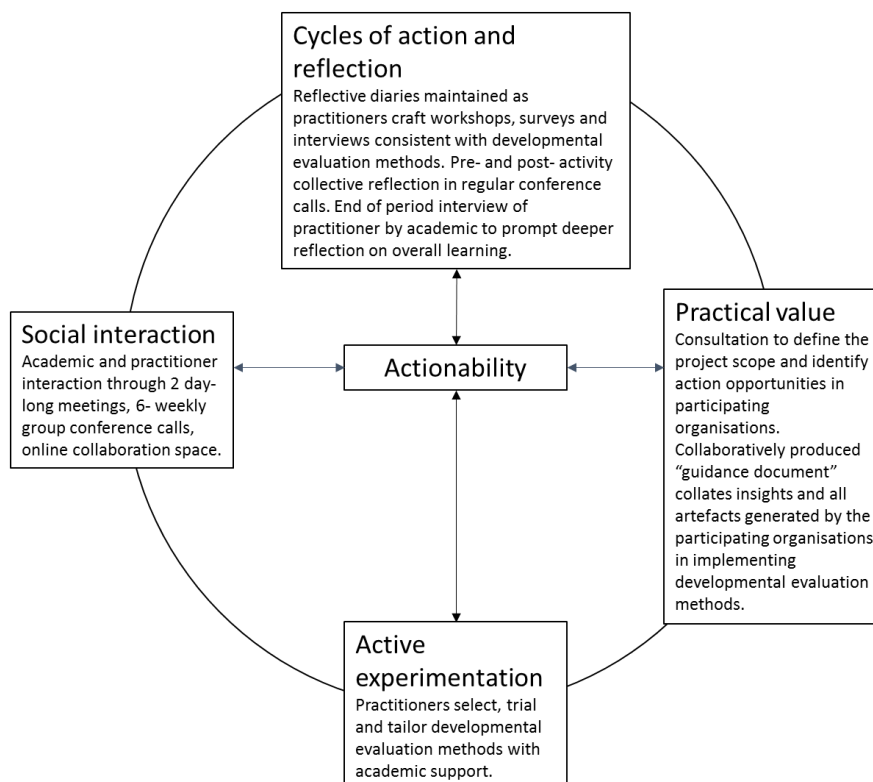 Cycles of action and
reflection
Reflective diaries maintained as
practitioners craft workshops, surveys and
interviews consistent with developmental
evaluation methods. Pre- and post- activity
collective reflection in regular conference
calls. End of period interview of
practitioner by academic to prompt deeper
reflection on overall learning.
Social interaction
Academic and practitioner
interaction through 2 day-
long meetings, 6- weekly
group conference calls,
online collaboration space.
Actionability
Practical value
Consultation to define the
project scope and identify
action opportunities in
participating
organisations.
Collaboratively produced
“guidance document”
collates insights and all
artefacts generated by the
participating organisations
in implementing
developmental evaluation
methods.
Active
experimentation
Practitioners select, trial
and tailor developmental
evaluation methods with
academic support.